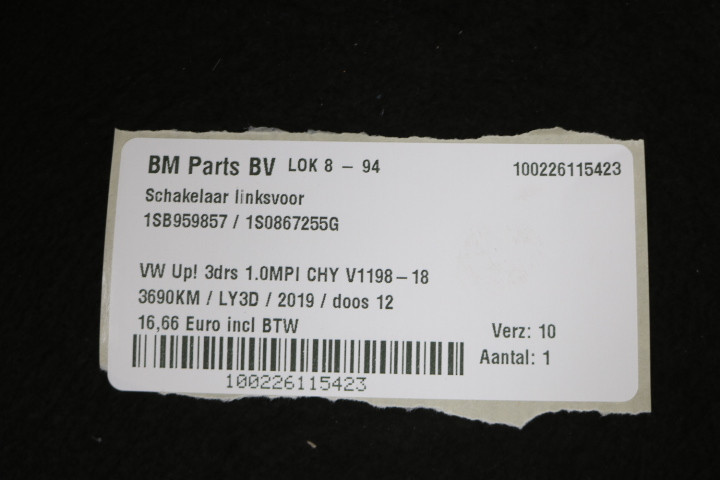 BM Parts BV LOK 8 - 94 100226115423
Schakelaar linksvoor
1SB959857 / 1S0867255G
VW Up! 3drs 1.0MPI CHY V1198-18
3690KM / LY3D / 2019 / doos 12
16,66 Euro incl BTW Verz: 10
Aantal: 1
100226115423